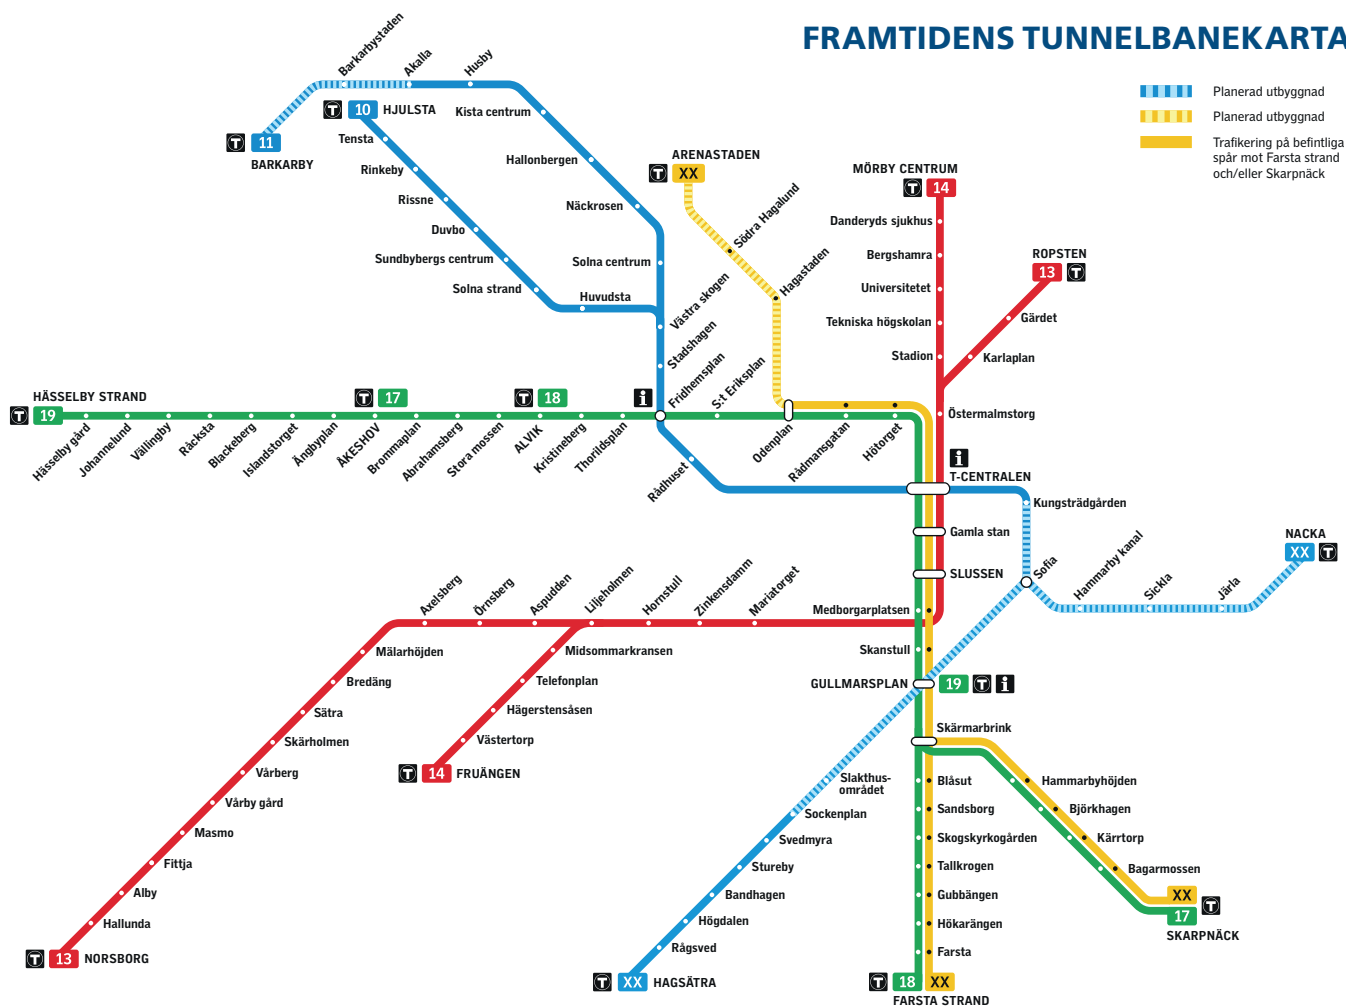 FRAMTIDENS TUNNELBANEKARTA
Planerad utbyggnad
Planerad utbyggnad
Trafikering på befintliga
spår mot Farsta strand
och/eller Skarpnäck
Barkarbystaden
Akalla
Husby
T 11
BARKARBY
T 10 HJULSTA
Kista centrum
Tensta
Hallonbergen
Rinkeby
Rissne
Näckrosen
Duvbo
Sundbybergs centrum
Solna centrum
Solna strand
Huvudsta
Västra skogen
Stadshagen
Fridhemsplan
ARENASTADEN
T XX
Södra Hagalund
Hagastaden
MÖRBY CENTRUM
T 14
Danderyds sjukhus
Bergshamra
Universitetet
Tekniska högskolan
Stadion
ROPSTEN
13 T
Gärdet
Karlaplan
Östermalmstorg
HÄSSELBY STRAND
T 19
Hässelby gård
Johannelund
Vällingby
Råcksta
Blackeberg
Islandstorget
Ängbyplan
T 17
ÅKESHOV
Brommaplan
Abrahamsberg
Stora mossen
T 18
ALVIK
Kristineberg
Thorildsplan
i
S:t Eriksplan
Odenplan
Rådmansgatan
Hötorget
Rådhuset
i
T-CENTRALEN
Kungsträdgården
Gamla stan
SLUSSEN
Sofia
Hammarby kanal
Sickla
Järla
NACKA
XX T
Axelsberg
Örnsberg
Aspudden
Liljeholmen
Hornstull
Zinkensdamm
Mariatorget
Medborgarplatsen
Mälarhöjden
Midsommarkransen
Skanstull
Bredäng
Telefonplan
GULLMARSPLAN
19 T i
Sätra
Hägerstensåsen
Skärmarbrink
Skärholmen
Västertorp
Vårberg
T 14 FRUÄNGEN
Vårby gård
Masmo
Fittja
Alby
Hallunda
T 13 NORSBORG
Slakthus-
området
Sockenplan
Svedmyra
Stureby
Bandhagen
Högdalen
Rågsved
T XX HAGSÄTRA
Blåsut
Sandsborg
Skogskyrkogården
Tallkrogen
Gubbängen
Hökarängen
Farsta
T 18 XX
FARSTA STRAND
Hammarbyhöjden
Björkhagen
Kärrtorp
Bagarmossen
XX
17 T
SKARPNÄCK